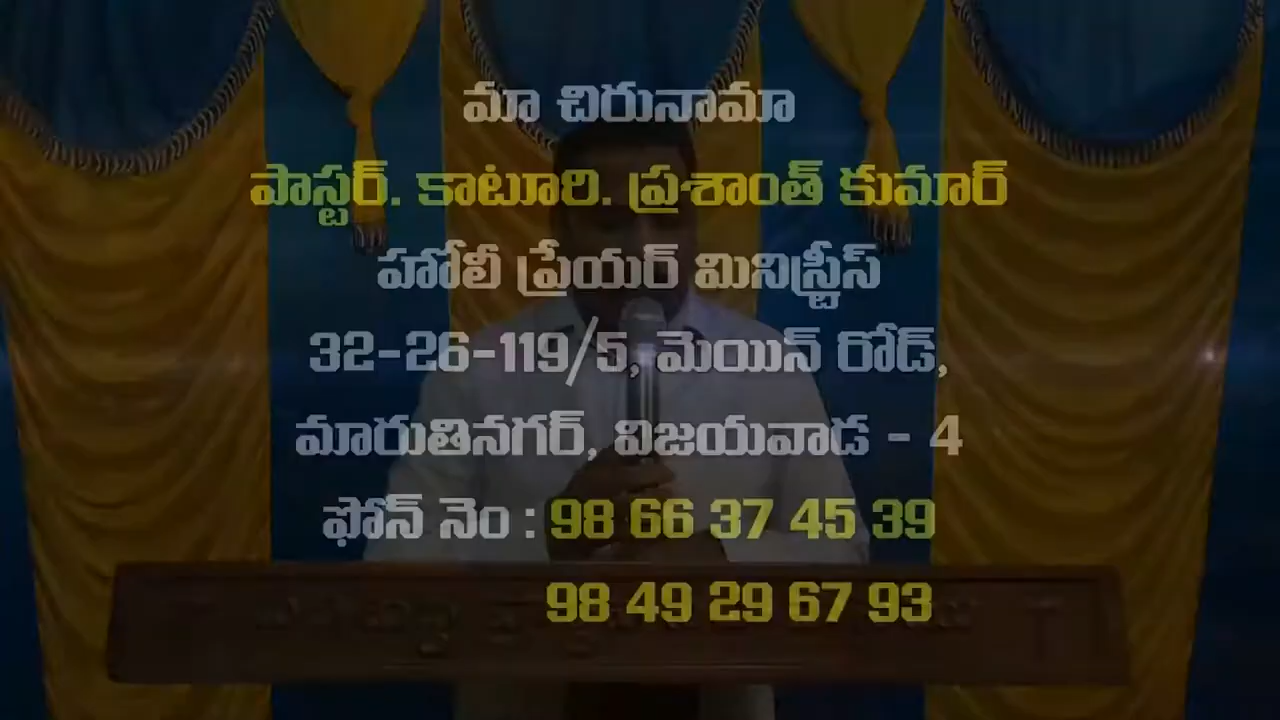 మా చిరునామా
పాస్టర్. కాటూరి. ప్రశాంత్ కుమార్
హోలీ ప్రేయర్ మినిస్ట్రీస్
32-26-119/5, మెయిన్ రోడ్,
మారుతినగర్, విజయవాడ - 4
ఫోన్ నెం : 98 66 37 45 39
98 49 29 67 93